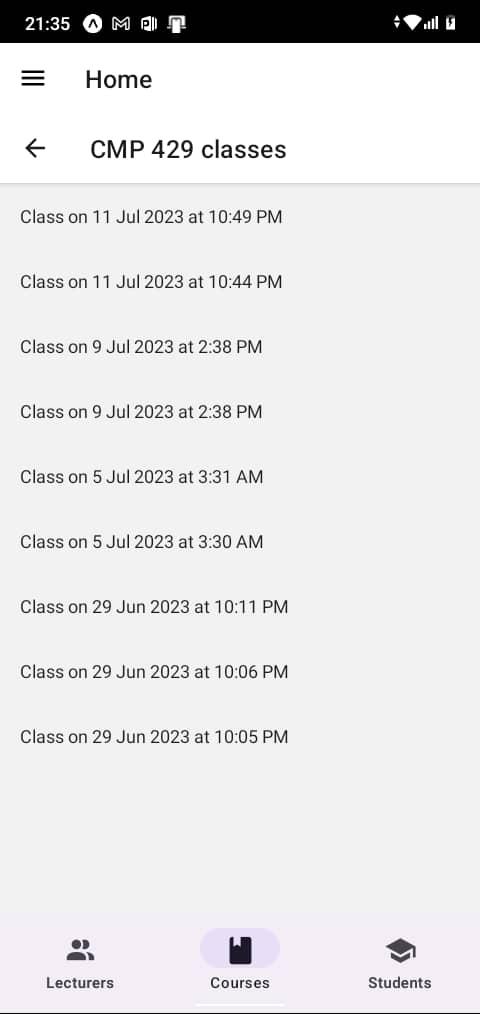 21:35
Home
CMP 429 classes
Class on 11 Jul 2023 at 10:49 PM
Class on 11 Jul 2023 at 10:44 PM
Class on 9 Jul 2023 at 2:38 PM
Class on 9 Jul 2023 at 2:38 PM
Class on 5 Jul 2023 at 3:31 AM
Class on 5 Jul 2023 at 3:30 AM
Class on 29 Jun 2023 at 10:11 PM
Class on 29 Jun 2023 at 10:06 PM
Class on 29 Jun 2023 at 10:05 PM
Lecturers Courses Students